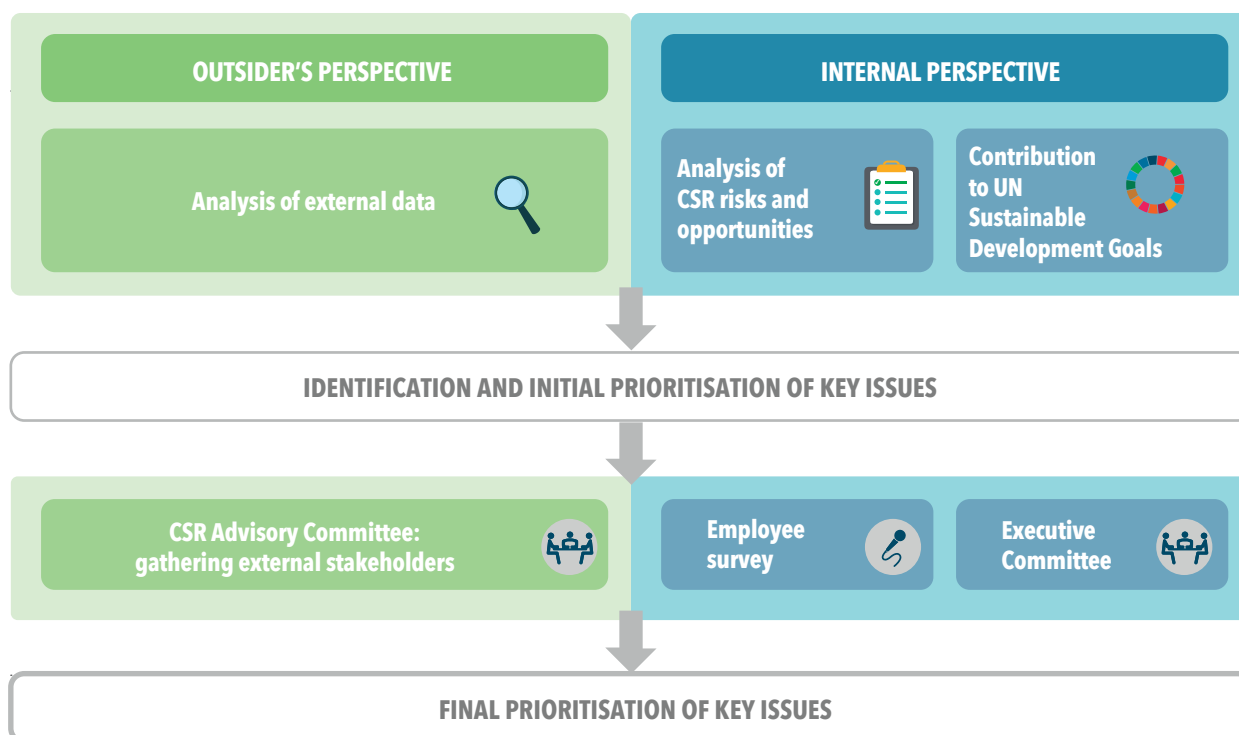 OUTSIDER'S PERSPECTIVE
INTERNAL PERSPECTIVE
Analysis of external data
Analysis of
CSR risks and
opportunities
Contribution
to UN
Sustainable
Development Goals
IDENTIFICATION AND INITIAL PRIORITISATION OF KEY ISSUES
CSR Advisory Committee:
gathering external stakeholders
Employee
survey
Executive
Committee
FINAL PRIORITISATION OF KEY ISSUES